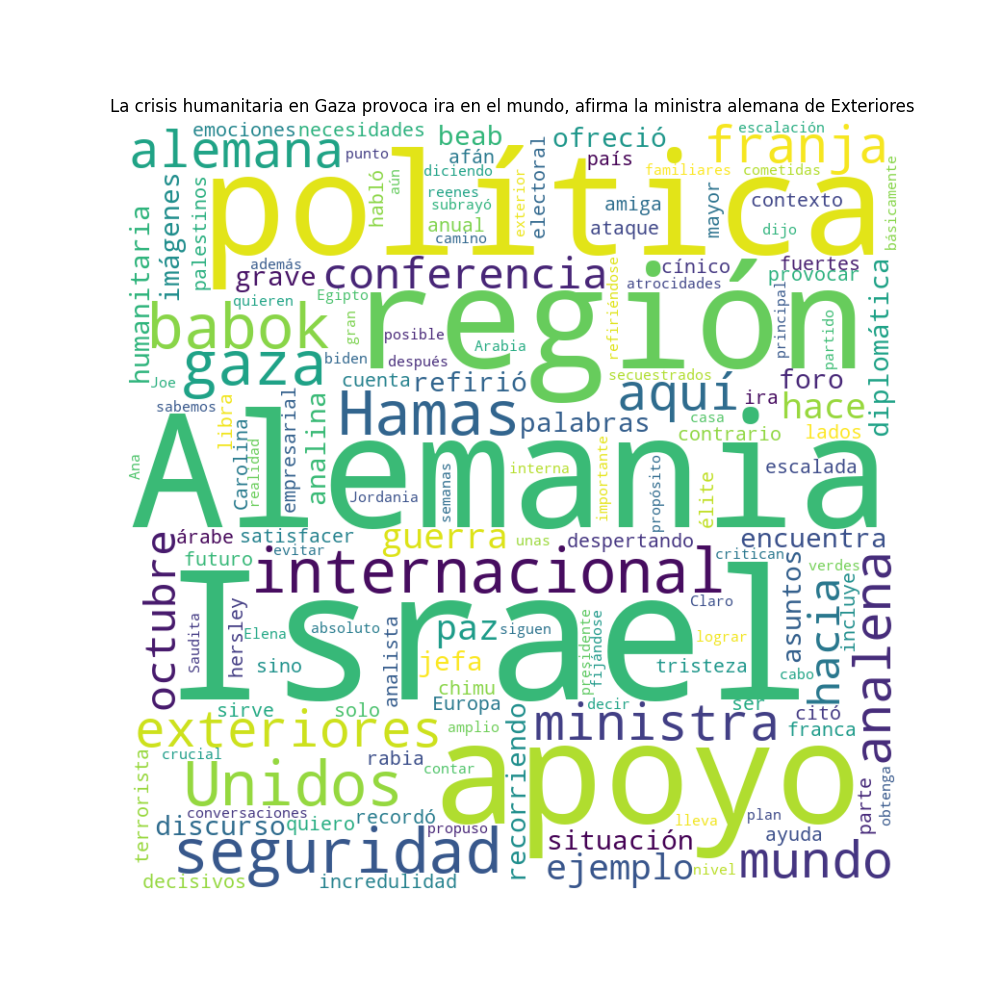 La crisis humanitaria en Gaza provoca ira en el mundo, afirma la ministra alemana de Exteriores
emociones
necesidades
beab
ofreció
escalación
franja
alemana
punto
política
diciendo
afán
país
familiares
cometidas
imágenes
palestinos
habló
aún
reenes
subrayó
anual
camino
exterior
electoral
amiga
ataque
mayor
contexto
dijo
básicamente
humanitaria
además
grave
conferencia
cínico
fuertes
provocar
atrocidades
quieren
Egipto
región
refiriéndose
principal
partido
diplomática
babok
gran
posible
Arabia
gaza
biden
después
Joe
cuenta
refirió
secuestrados
aquí
ira
foro
hace
sabemos
libra
Carolina
realidad
empresarial
analina
Hamas
palabras
casa
contrario
lados
Alemania
Ana
Jordania
semanas
interna
importante
propósito
élite
escalada
octubre
árabe
satisfacer
evitar
guerra
unas
despertando
critican
encuentra
futuro
internacional
asuntos
verdes
incluye
hacia
analena
Saudita
hersley
Elena
absoluto
Israel
Claro
sino
analista
paz
siguen
presidente
fijándose
lograr
jefa
tristeza
cabo
chimu
Europa
decir
ser
sirve
solo
citó
franca
exteriores
amplio
ministra
crucial
rabia
contar
recorriendo
apoyo
terrorista
Unidos
parte
obtenga
conversaciones
discurso
quiero
recordó
propuso
lleva
plan
ayuda
seguridad
situación
ejemplo
nivel
mundo
decisivos
incredulidad